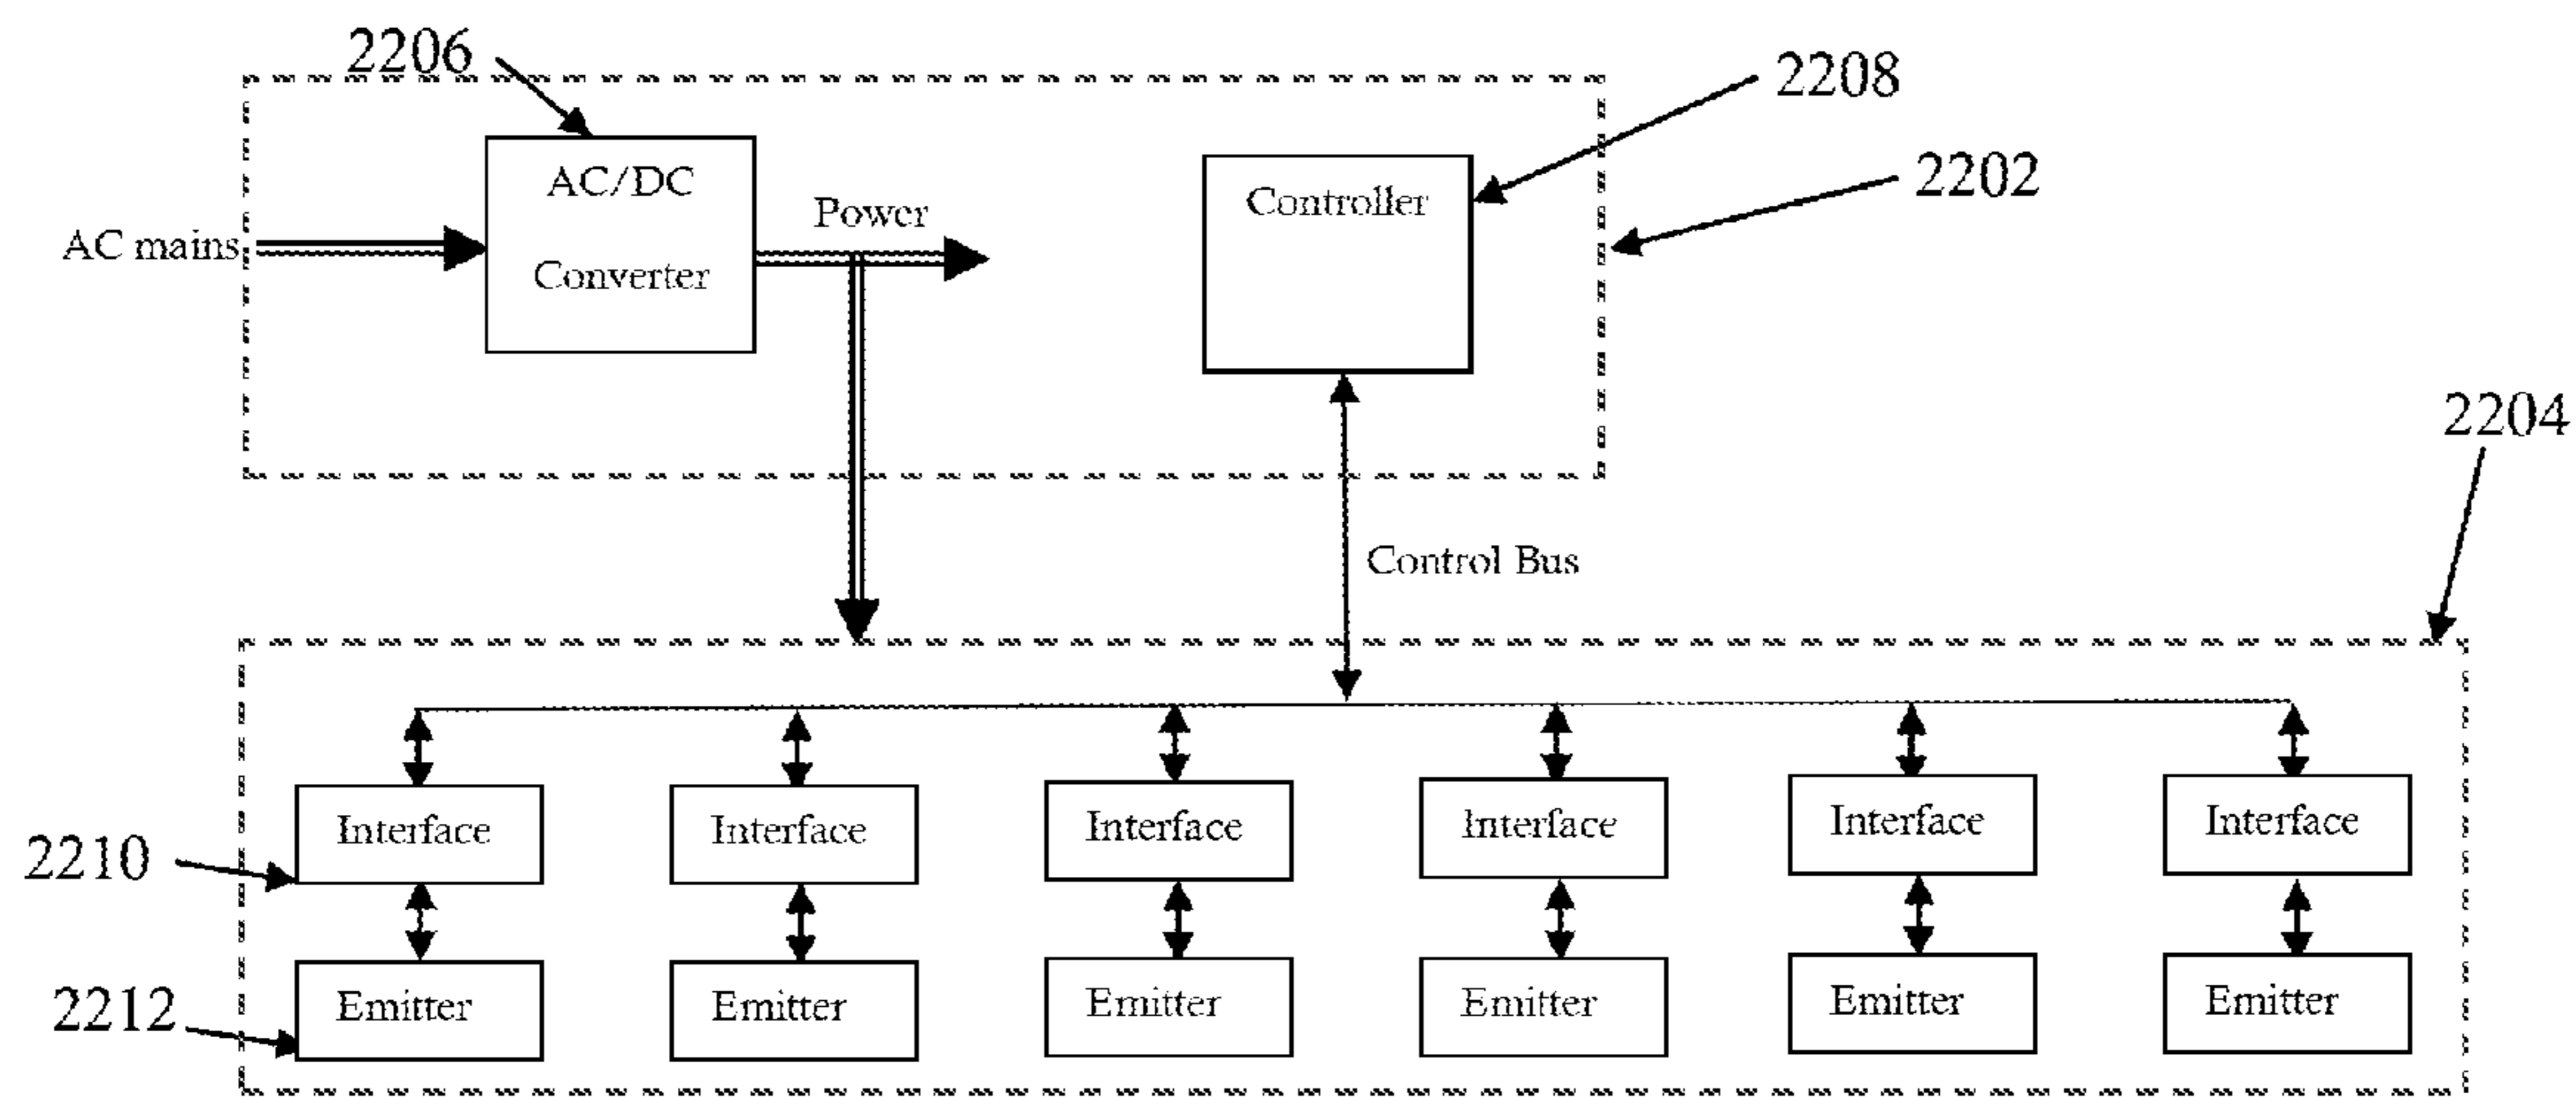 2206
2208
AC/DC
Converter
Controller
2202
Power
AC mains
2204
Control Bus
Interface
Interface
Interface
Interface
Interface
Interface
2210
Emitter
Emitter
Emitter
Emitter
Emitter
Emitter
2212